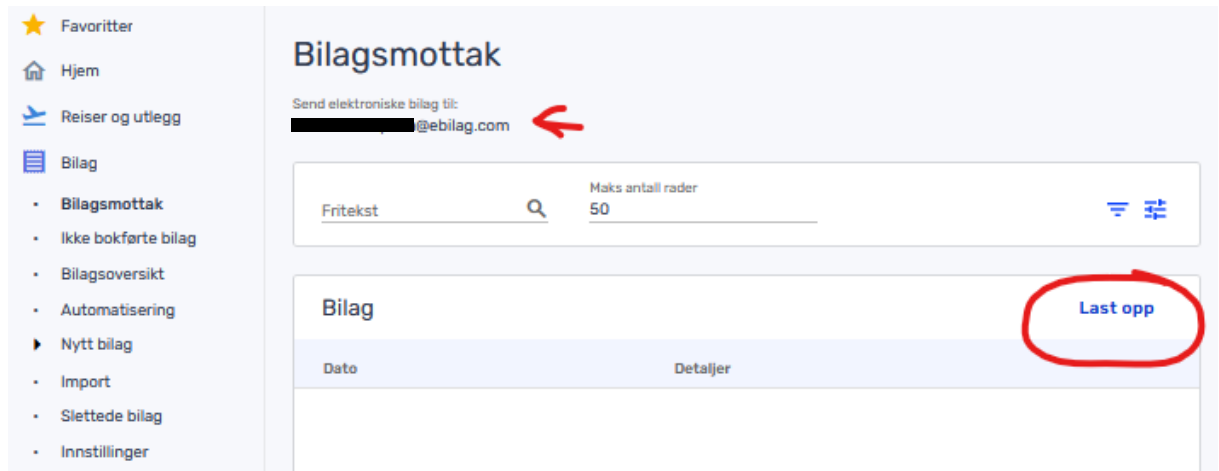 Favoritter
Hjem
Reiser og utlegg
Bilag
Bilagsmottak
Ikke bokførte bilag
Bilagsoversikt
Automatisering
Nytt bilag
Import
Slettede bilag
Innstillinger
Bilagsmottak
Send elektroniske bilag til:
@ebilag.com
Fritekst
Maks antall rader
50
Bilag
Last opp
Dato Detaljer